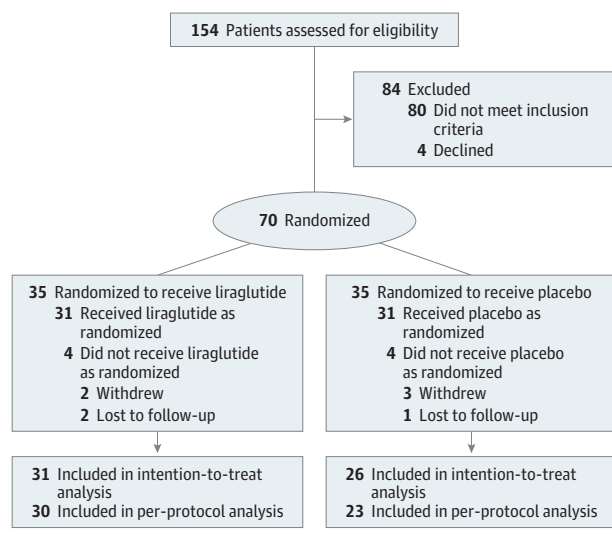 154 Patients assessed for eligibility
84 Excluded
80 Did not meet inclusion
criteria
4 Declined
70 Randomized
35 Randomized to receive liraglutide
31 Received liraglutide as
randomized
4 Did not receive liraglutide
as randomized
2 Withdrew
2 Lost to follow-up
35 Randomized to receive placebo
31 Received placebo as
randomized
4 Did not receive placebo
as randomized
3 Withdrew
1 Lost to follow-up
31 Included in intention-to-treat
analysis
30 Included in per-protocol analysis
26 Included in intention-to-treat
analysis
23 Included in per-protocol analysis